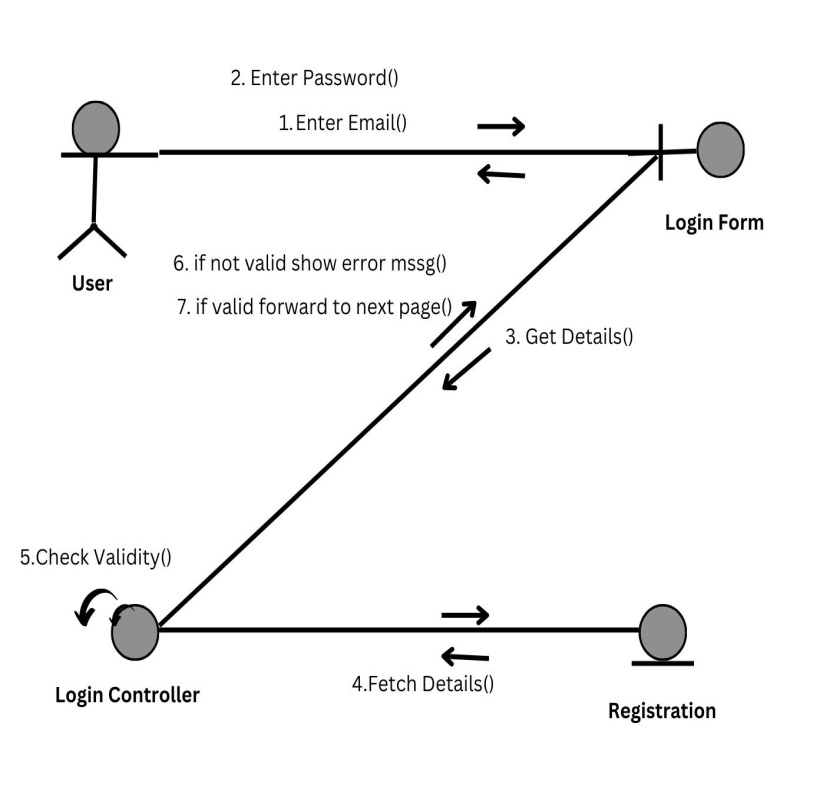 2. Enter Password()
1.Enter Email()
Login Form
User
6. if not valid show error mssg()
7. if valid forward to next page()
3. Get Details()
5.Check Validity()
Login Controller
4.Fetch Details()
Registration